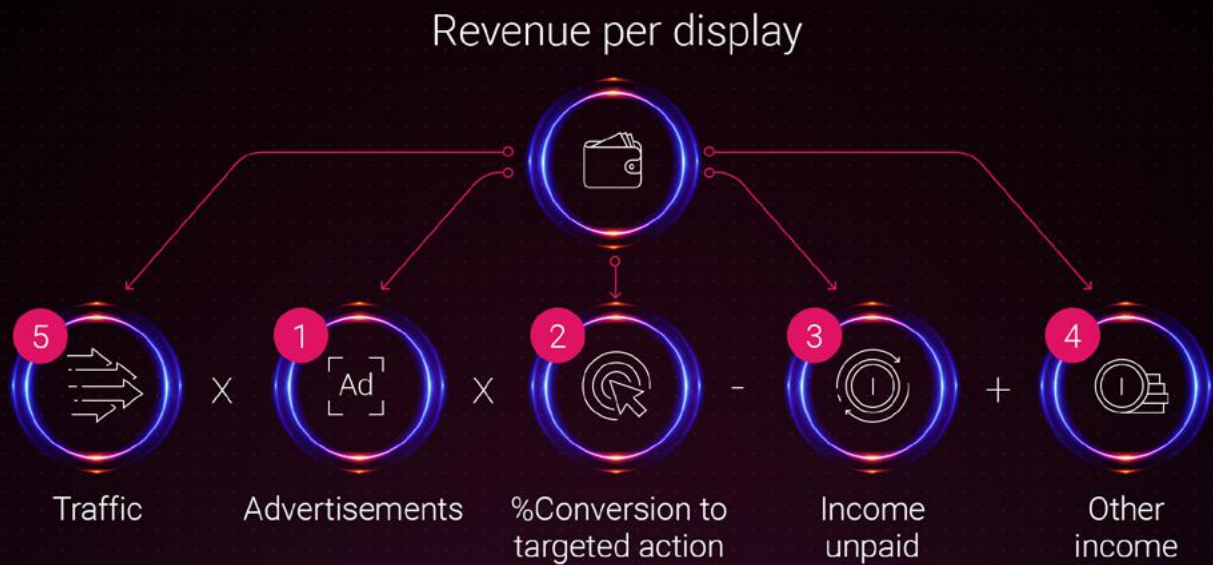 Revenue per display
5
1
2
3
4
Ad
x
x
-
+
Traffic
Advertisements
%Conversion to
targeted action
Income
unpaid
Other
income